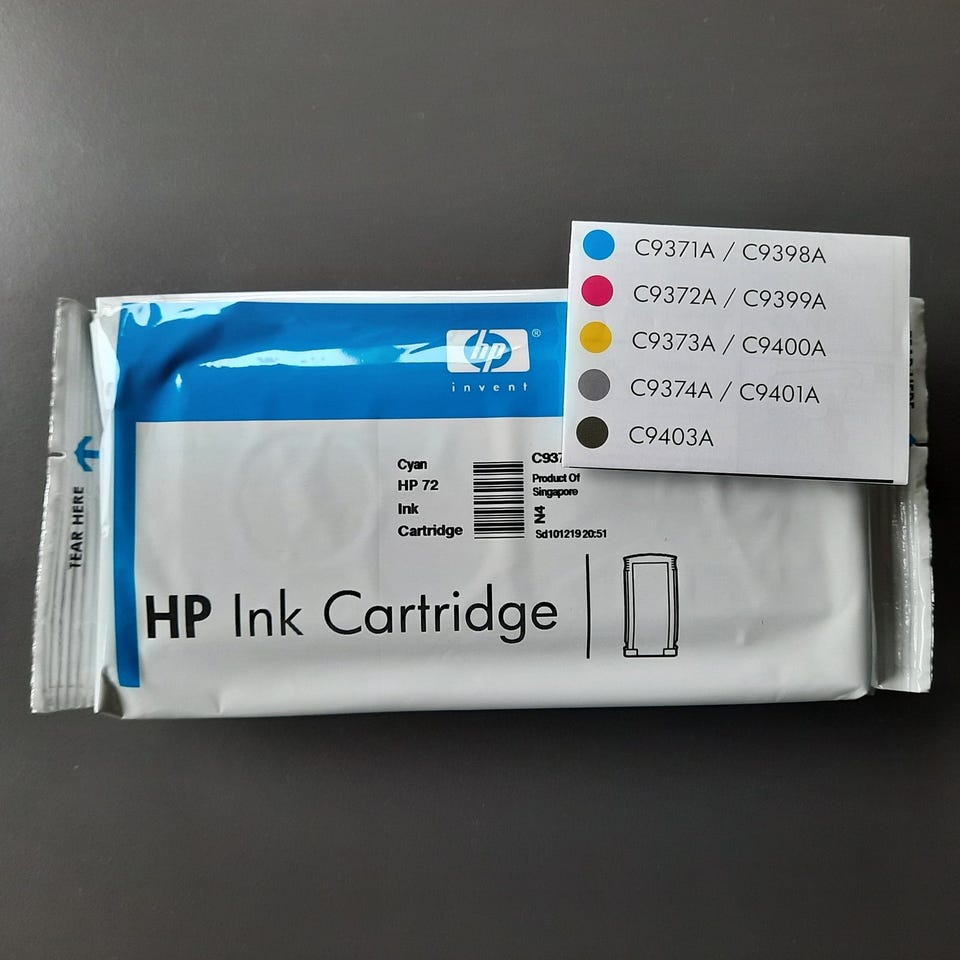 C9371A / C9398A
C9372A / C9399A
C9373A / C9400A
C9374A / C9401A
C9403A
hp®
invent
Cyan
HP 72
Ink
Cartridge
Product Of
Singapore
N4
Sd101219 20:51
TEAR HERE
HP Ink Cartridge